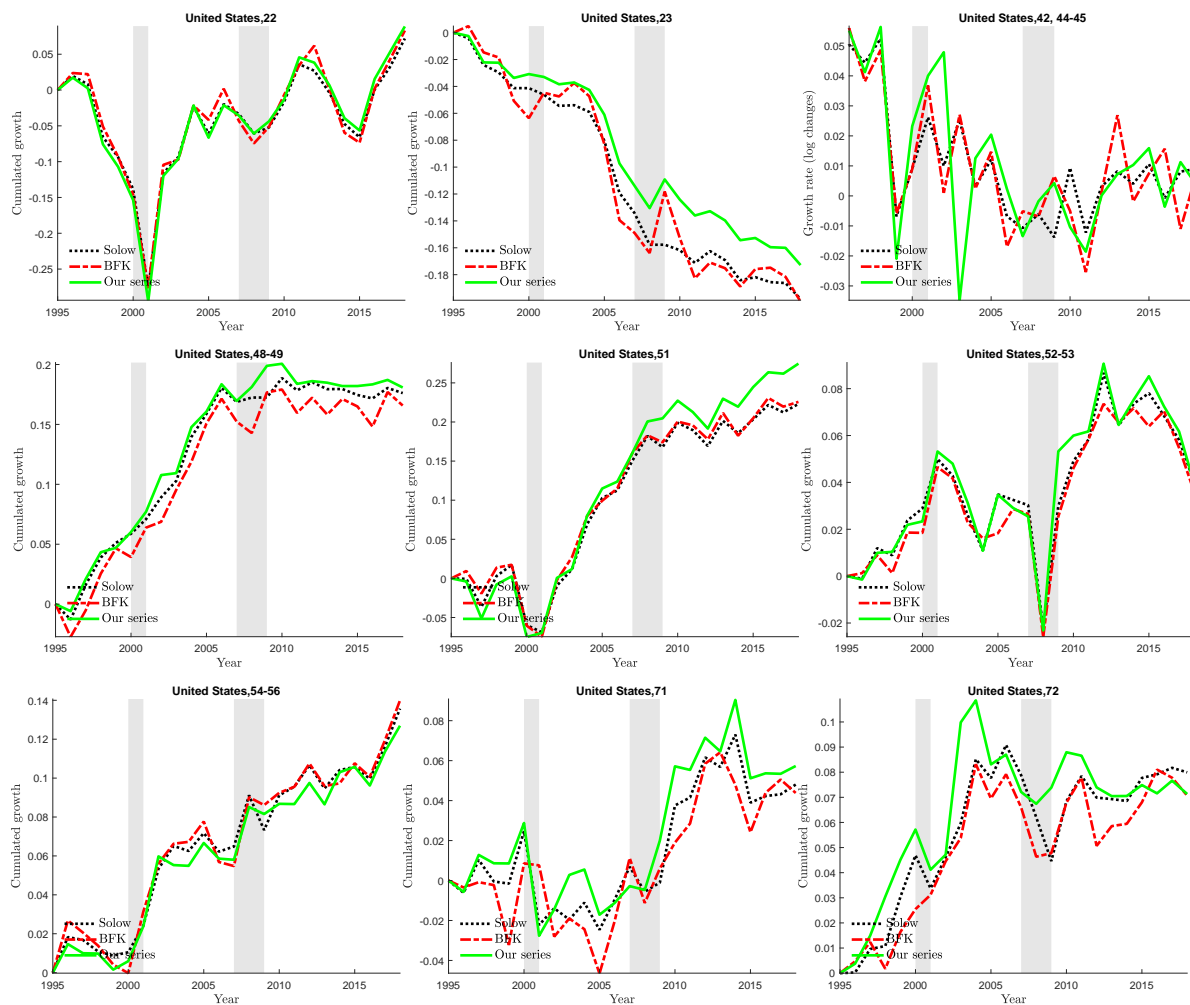 United States,22
Cumulated growth
0.05
0
-0.05
-0.1
-0.15
-0.2
-0.25
Solow
BFK
Our series
1995 2000 2005 2010 2015
Year
United States,23
Cumulated growth
0
-0.02
-0.04
-0.06
-0.08
-0.1
-0.12
-0.14
-0.16
-0.18
Solow
BFK
Our series
1995 2000 2005 2010 2015
Year
United States,42, 44-45
Growth rate (log changes)
0.05
0.04
0.03
0.02
0.01
0
-0.01
-0.02
-0.03
Solow
BFK
Our series
2000 2005 2010 2015
Year
United States,48-49
Cumulated growth
0.2
0.15
0.1
0.05
0
Solow
BFK
Our series
1995 2000 2005 2010 2015
Year
United States,51
Cumulated growth
0.25
0.2
0.15
0.1
0.05
0
-0.05
Solow
BFK
Our series
1995 2000 2005 2010 2015
Year
United States,52-53
Cumulated growth
0.08
0.06
0.04
0.02
0
-0.02
Solow
BFK
Our series
1995 2000 2005 2010 2015
Year
United States,54-56
Cumulated growth
0.14
0.12
0.1
0.08
0.06
0.04
0.02
0
Solow
BFK
Our series
1995 2000 2005 2010 2015
Year
United States,71
Cumulated growth
0.08
0.06
0.04
0.02
0
-0.02
-0.04
Solow
BFK
Our series
1995 2000 2005 2010 2015
Year
United States,72
Cumulated growth
0.1
0.09
0.08
0.07
0.06
0.05
0.04
0.03
0.02
0.01
0
Solow
BFK
Our series
1995 2000 2005 2010 2015
Year